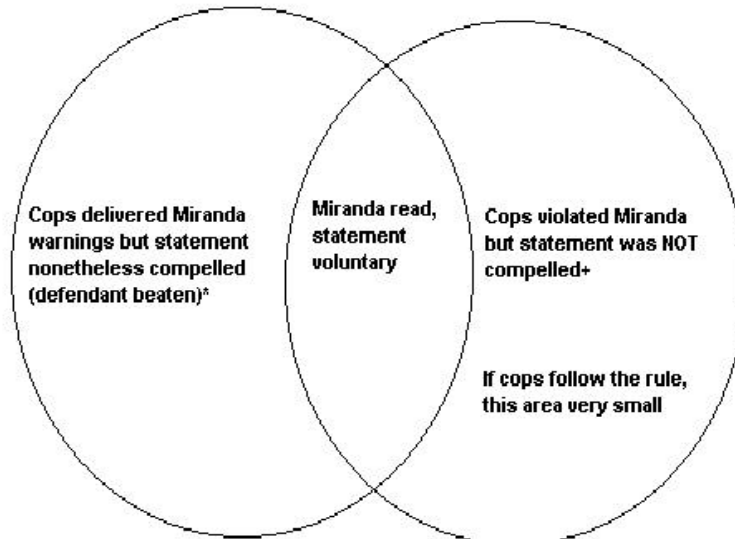 Cops delivered Miranda
warnings but statement
nonetheless compelled
(defendant beaten)*
Miranda read,
statement
voluntary
Cops violated Miranda
but statement was NOT
compelled+
If cops follow the rule,
this area very small